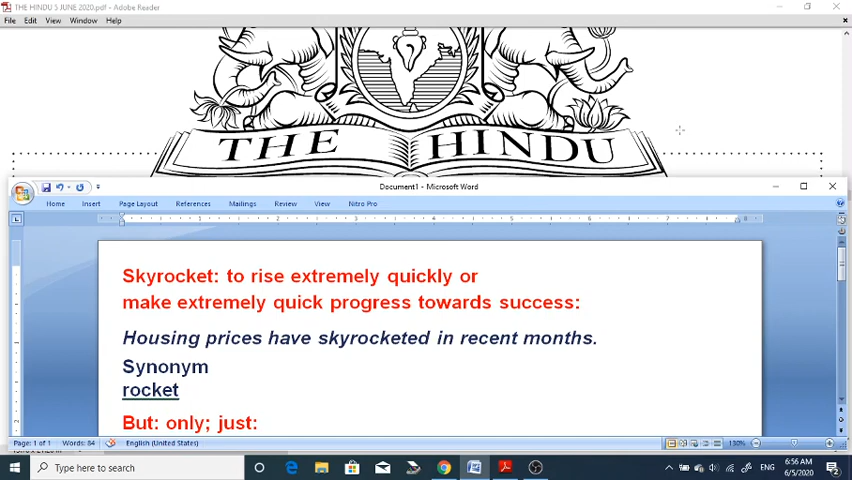 THE HINDU 5 JUNE 2020.pdf - Adobe Reader
File Edit View Window Help
THE HINDU
Document1 - Microsoft Word
Home Insert Page Layout References Mailings Review View Nitro Pro
Skyrocket: to rise extremely quickly or
make extremely quick progress towards success:
Housing prices have skyrocketed in recent months.
Synonym
rocket
But: only; just:
Page: 1 of 1 Words: 84 English (United States) 130%
Type here to search
ENG
6:56 AM
6/5/2020